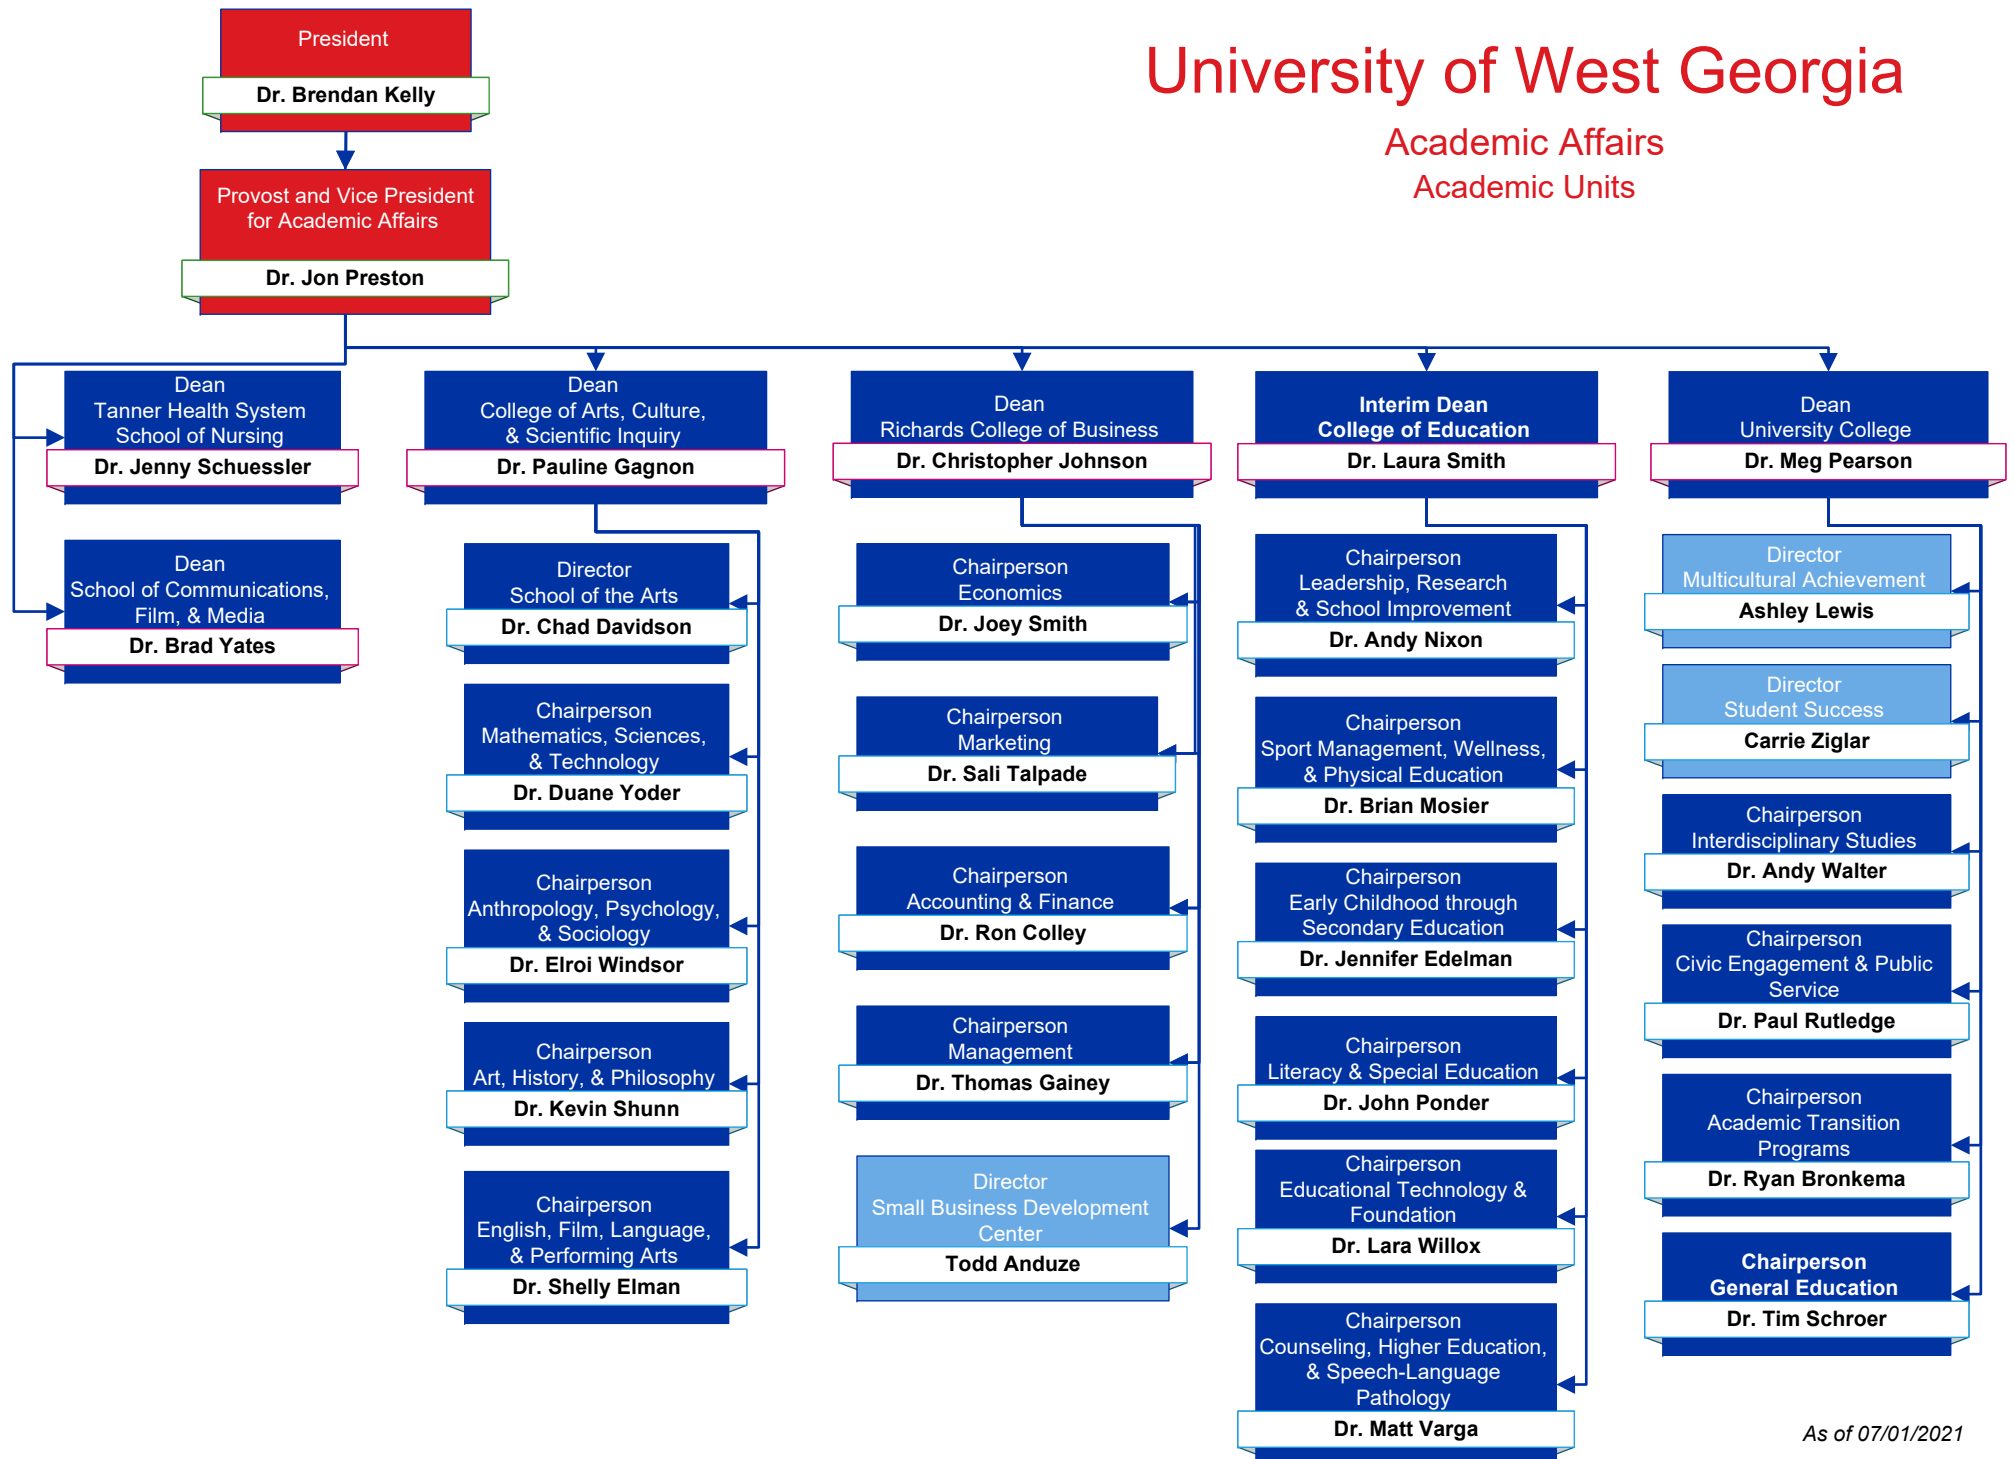 President
Dr. Brendan Kelly
University of West Georgia
Academic Affairs
Academic Units
Provost and Vice President
for Academic Affairs
Dr. Jon Preston
Dean
Tanner Health System
School of Nursing
Dr. Jenny Schuessler
Dean
School of Communications,
Film, & Media
Dr. Brad Yates
Dean
College of Arts, Culture,
& Scientific Inquiry
Dr. Pauline Gagnon
Director
School of the Arts
Dr. Chad Davidson
Chairperson
Mathematics, Sciences,
& Technology
Dr. Duane Yoder
Chairperson
Anthropology, Psychology,
& Sociology
Dr. Elroi Windsor
Chairperson
Art, History, & Philosophy
Dr. Kevin Shunn
Chairperson
English, Film, Language,
& Performing Arts
Dr. Shelly Elman
Dean
Richards College of Business
Dr. Christopher Johnson
Chairperson
Economics
Dr. Joey Smith
Chairperson
Marketing
Dr. Sali Talpade
Chairperson
Accounting & Finance
Dr. Ron Colley
Chairperson
Management
Dr. Thomas Gainey
Director
Small Business Development
Center
Todd Anduze
Interim Dean
College of Education
Dr. Laura Smith
Chairperson
Leadership, Research
& School Improvement
Dr. Andy Nixon
Chairperson
Sport Management, Wellness,
& Physical Education
Dr. Brian Mosier
Chairperson
Early Childhood through
Secondary Education
Dr. Jennifer Edelman
Chairperson
Literacy & Special Education
Dr. John Ponder
Chairperson
Educational Technology &
Foundation
Dr. Lara Willox
Chairperson
Counseling, Higher Education,
& Speech-Language
Pathology
Dr. Matt Varga
Dean
University College
Dr. Meg Pearson
Director
Multicultural Achievement
Ashley Lewis
Director
Student Success
Carrie Ziglar
Chairperson
Interdisciplinary Studies
Dr. Andy Walter
Chairperson
Civic Engagement & Public
Service
Dr. Paul Rutledge
Chairperson
Academic Transition
Programs
Dr. Ryan Bronkema
Chairperson
General Education
Dr. Tim Schroer
As of 07/01/2021